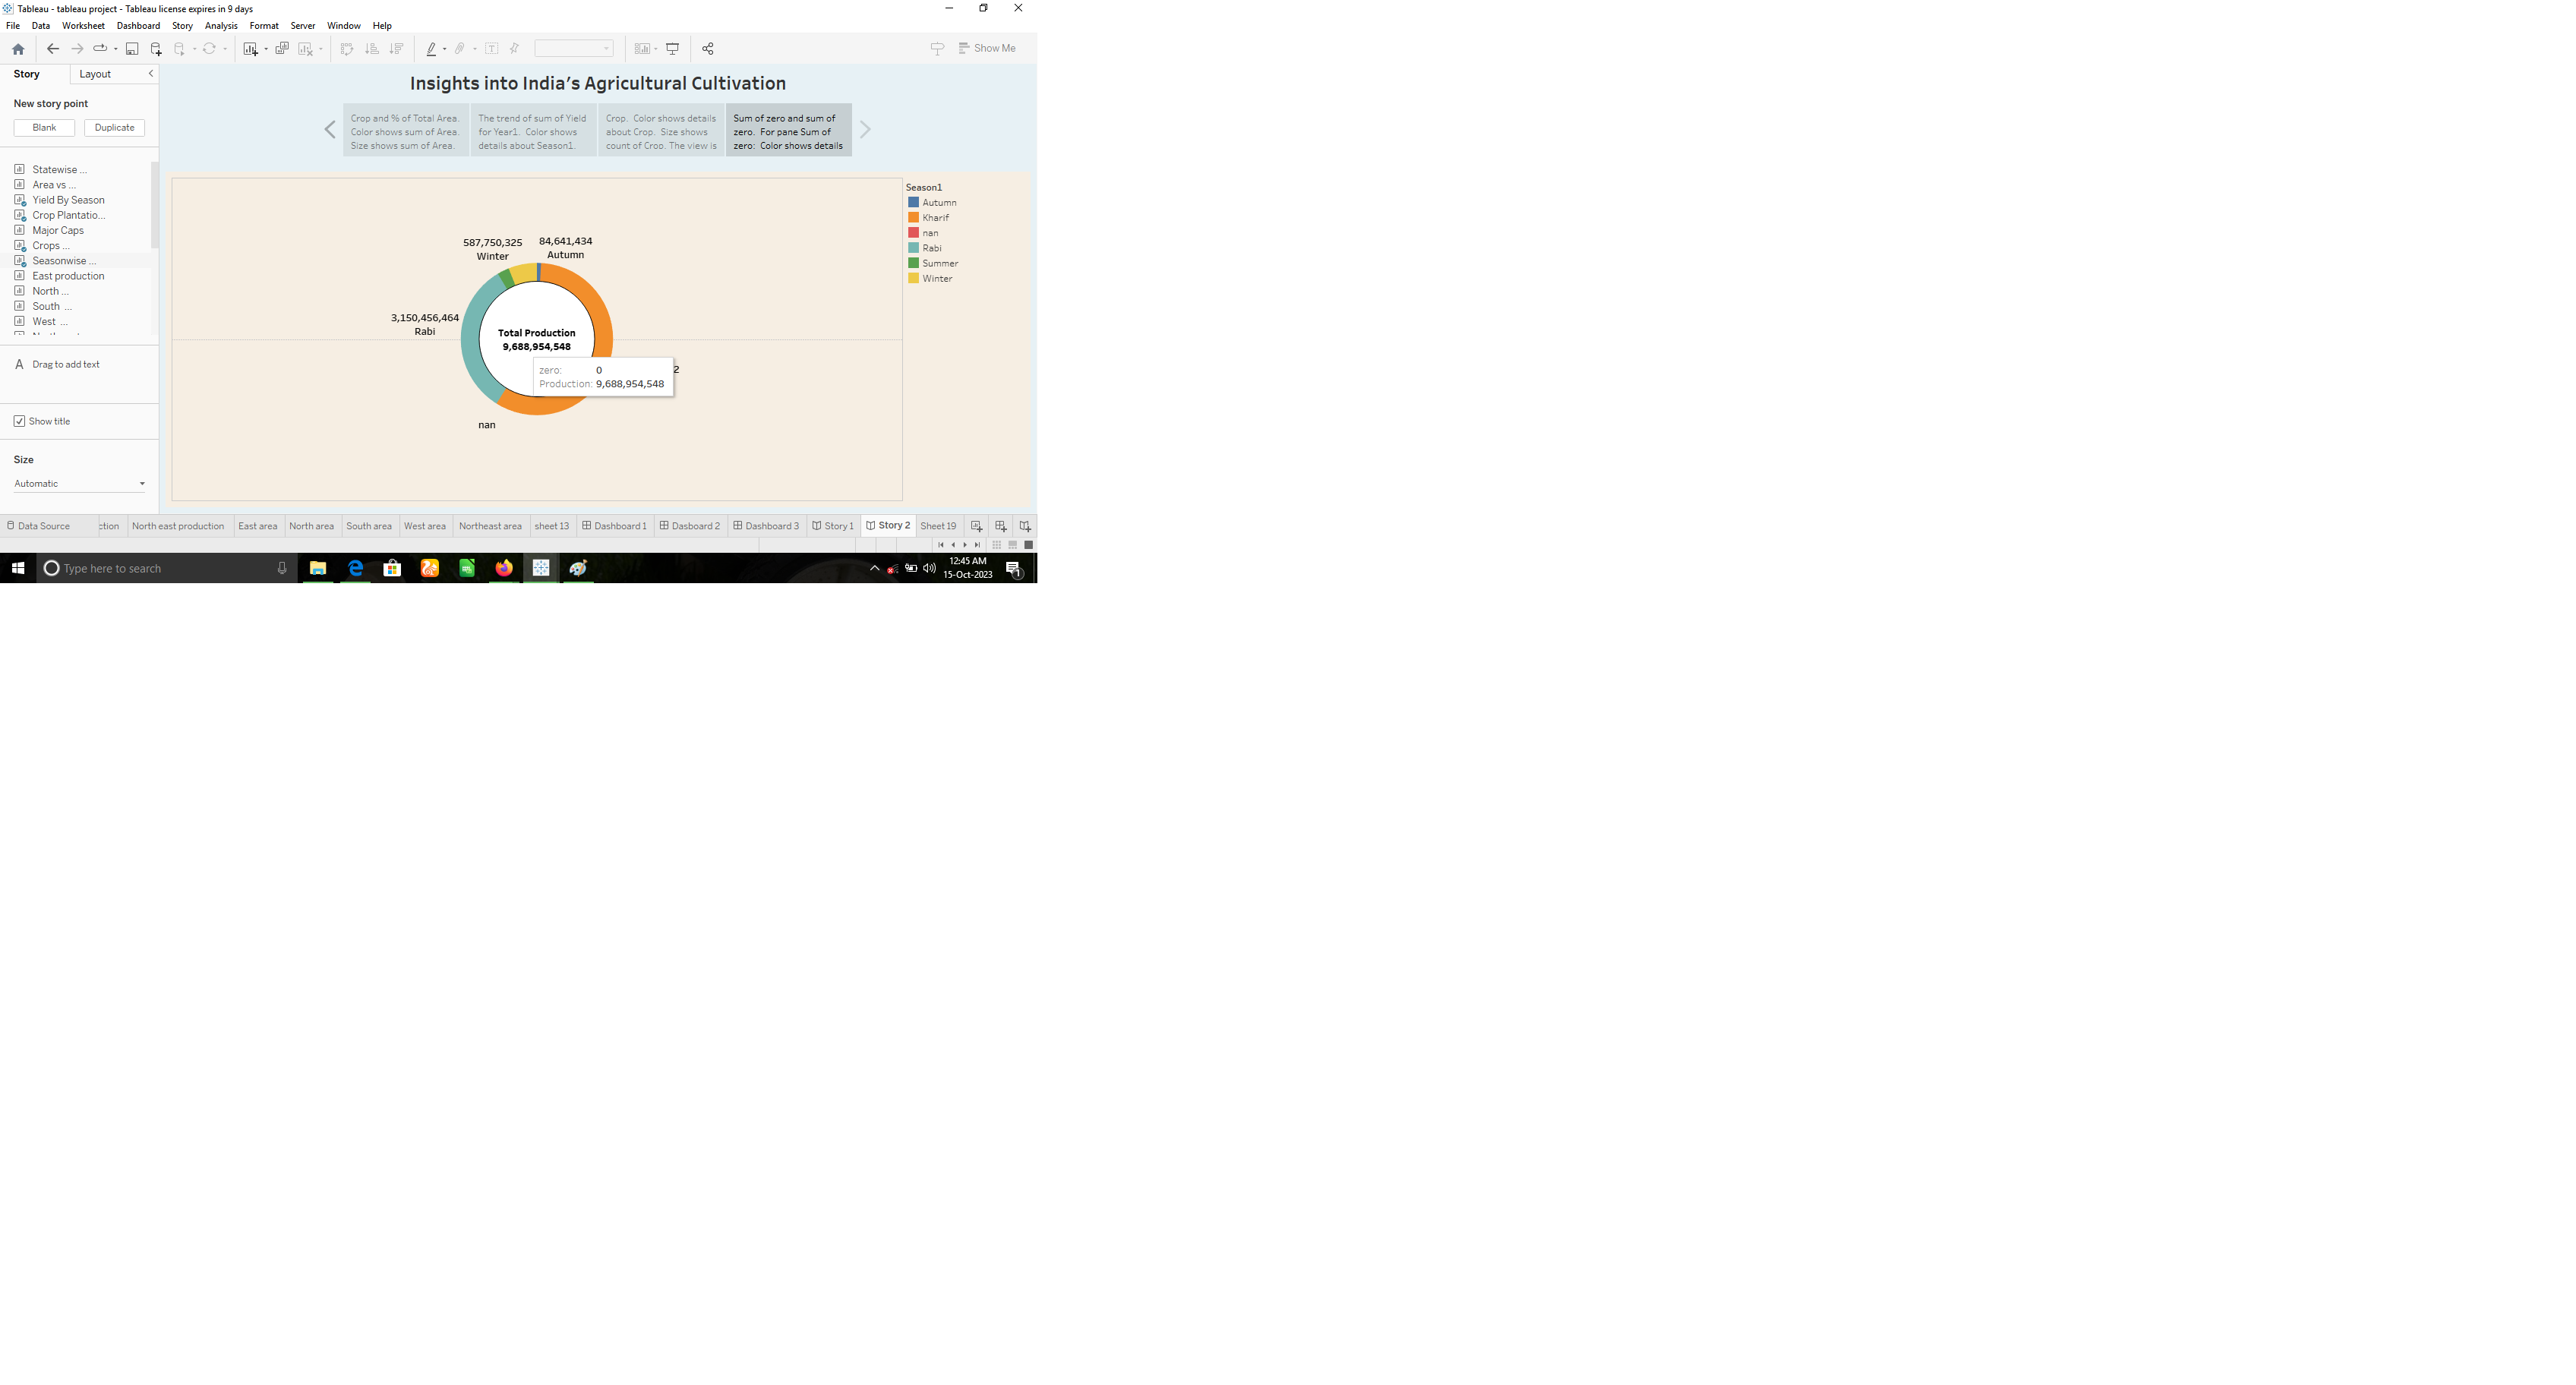 Tableau - tableau project - Tableau license expires in 9 days
File Data Worksheet Dashboard Story Analysis Format Server Window Help
Show Me
Story Layout
New story point
Blank Duplicate
Statewise ...
Area vs ...
Yield By Season
Crop Plantatio...
Major Caps
Crops ...
Seasonwise ...
East production
North ...
South ...
West ...
A Drag to add text
Show title
Size
Automatic
Insights into India's Agricultural Cultivation
Crop and % of Total Area.
Color shows sum of Area.
Size shows sum of Area.
The trend of sum of Yield
for Year1. Color shows
details about Season1.
Crop. Color shows details
about Crop. Size shows
count of Crop. The view is
Sum of zero and sum of
zero. For pane Sum of
zero: Color shows details
587,750,325
Winter
84,641,434
Autumn
3,150,456,464
Rabi
Total Production
9,688,954,548
zero: 0
Production: 9,688,954,548
2
nan
Season1
Autumn
Kharif
nan
Rabi
Summer
Winter
Data Source ction North east production East area North area South area West area Northeast area sheet 13 Dashboard 1 Dasboard 2 Dashboard 3 Story 1 Story 2 Sheet 19
Type here to search
12:45 AM
15-Oct-2023
1